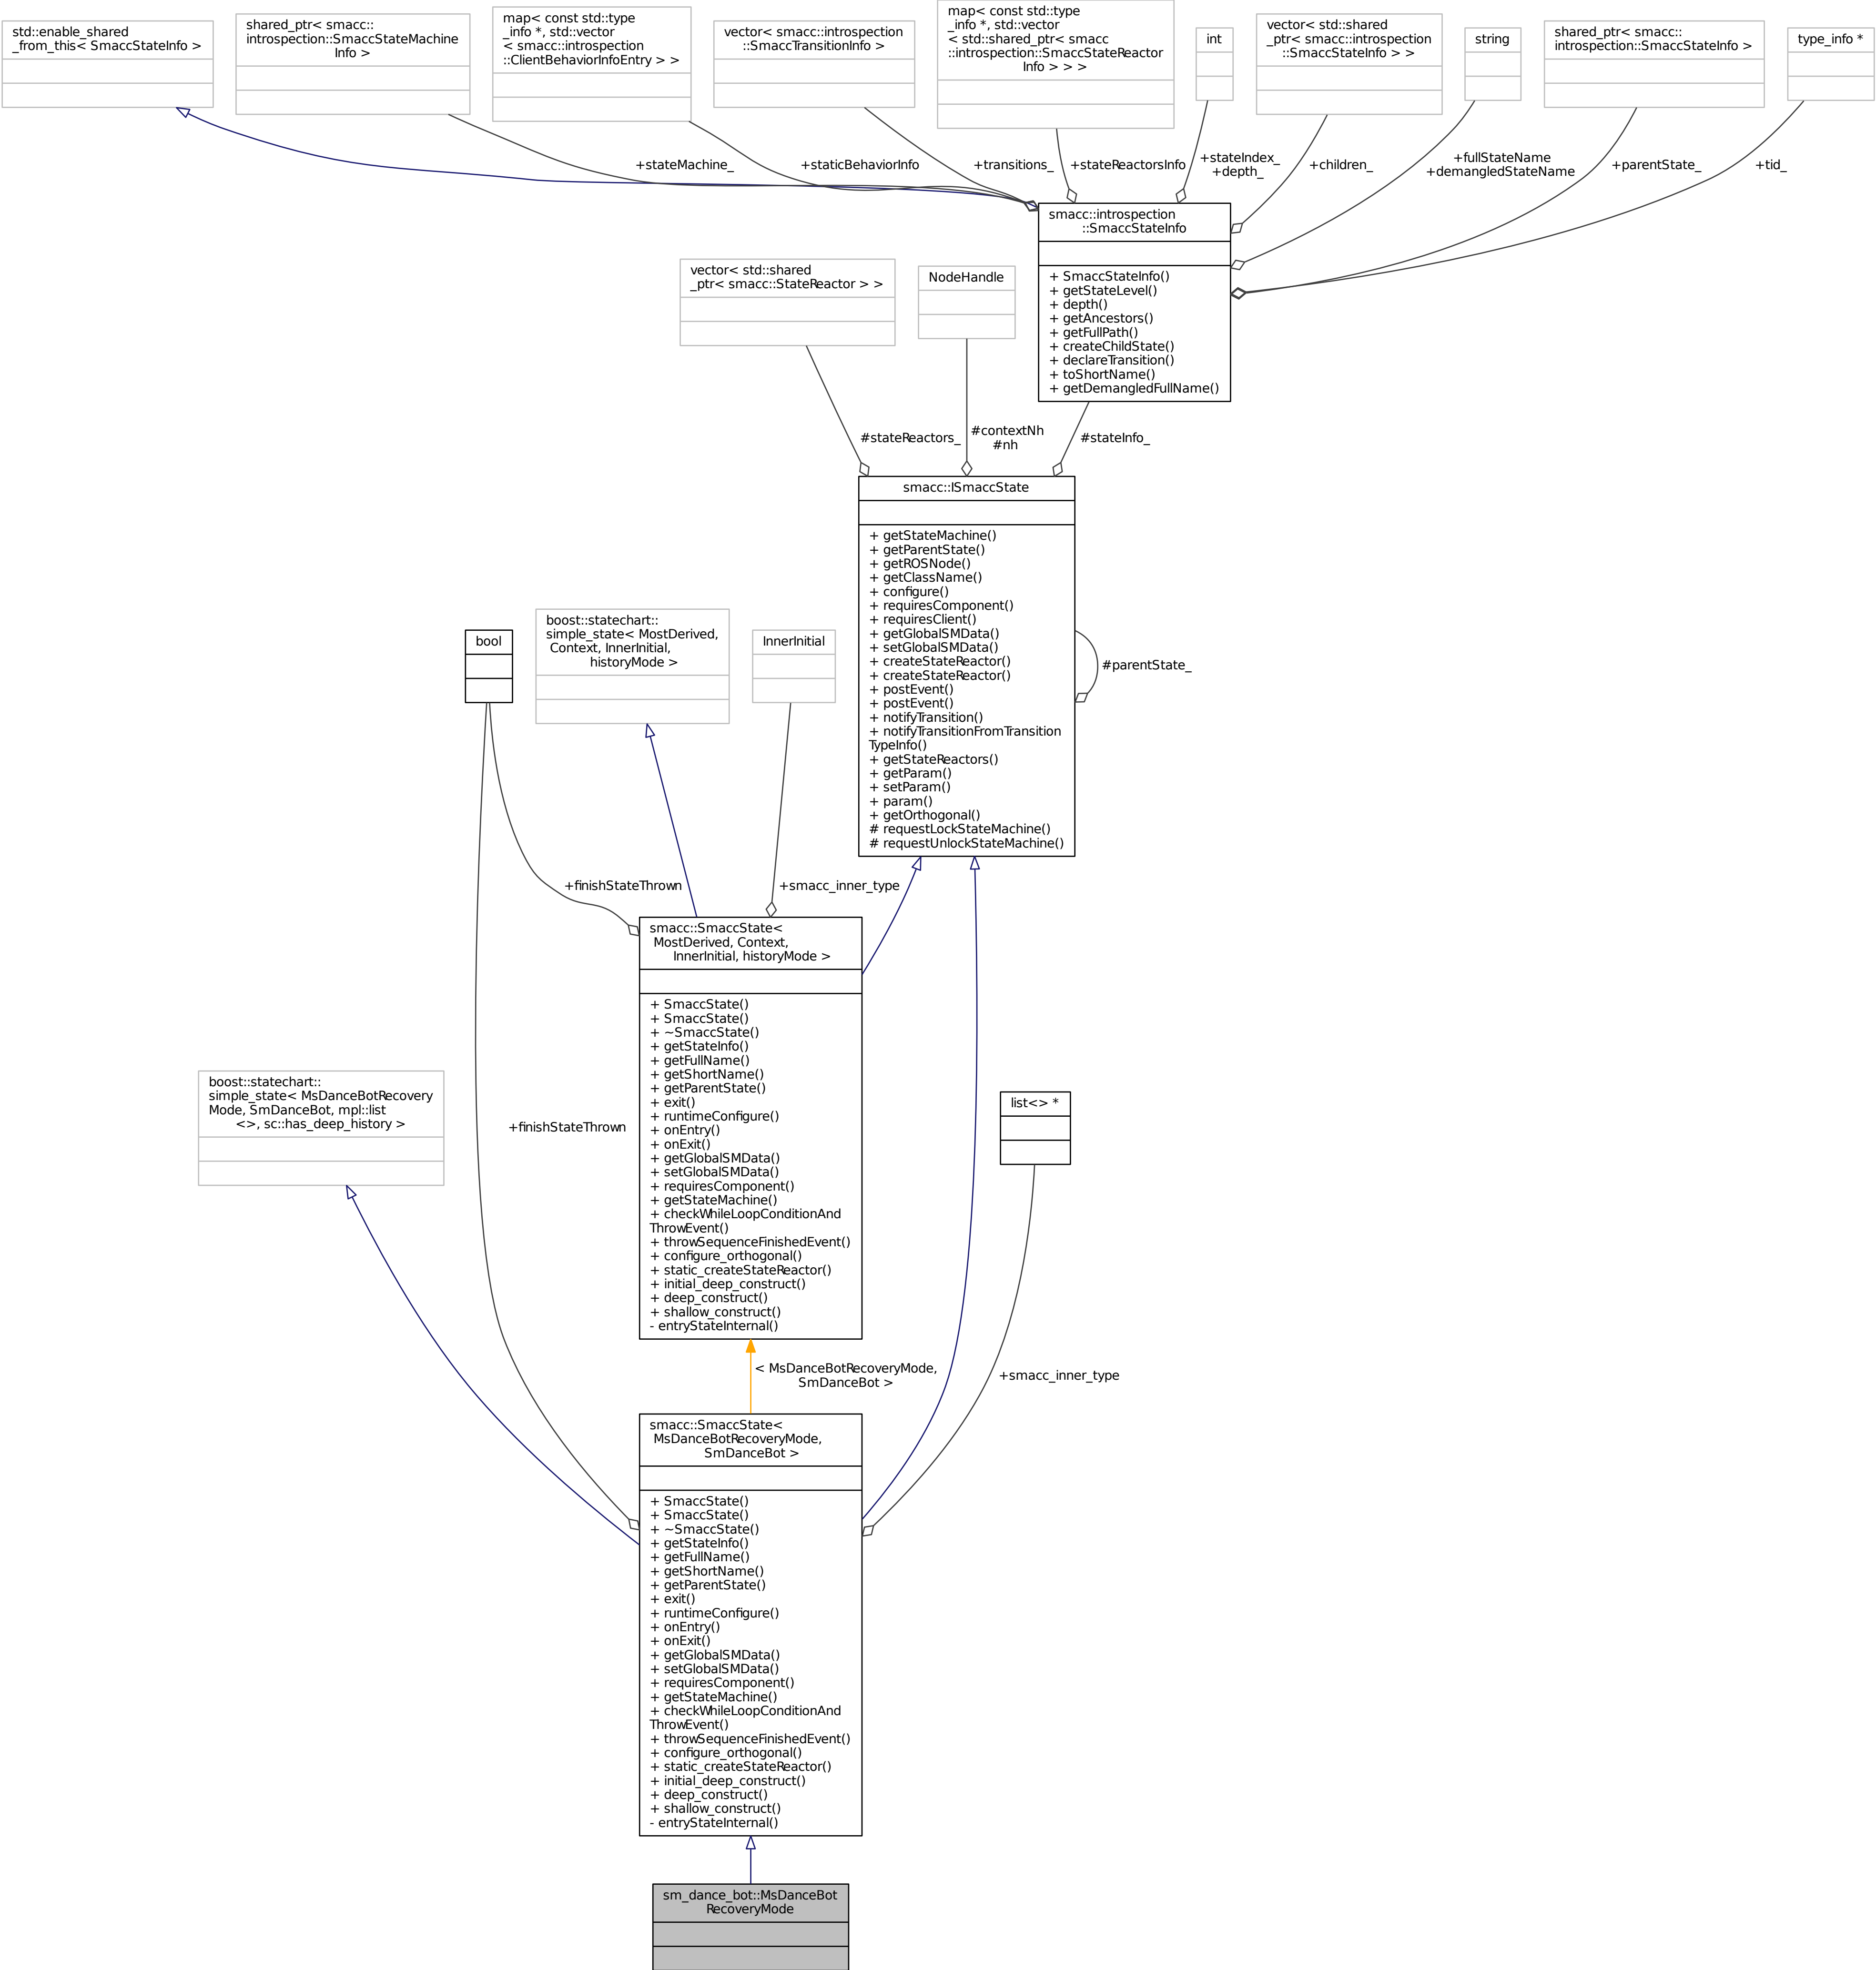 std::enable_shared
_from_this< SmaccStateInfo >
shared_ptr< smacc::
introspection::SmaccStateMachine
Info >
map< const std::type
_info *, std::vector
< smacc::introspection
::ClientBehaviorInfoEntry > >
vector< smacc::introspection
::SmaccTransitionInfo >
map< const std::type
_info *, std::vector
< std::shared_ptr< smacc
::introspection::SmaccStateReactor
Info > > >
int
vector< std::shared
_ptr< smacc::introspection
::SmaccStateInfo > >
string
shared_ptr< smacc::
introspection::SmaccStateInfo >
type_info *
+stateMachine_
+staticBehaviorInfo
+transitions_
+stateReactorsInfo
+stateIndex_
+depth_
+children_
+fullStateName
+demangledStateName
+parentState_
+tid_
smacc::introspection
::SmaccStateInfo
+ SmaccStateInfo()
+ getStateLevel()
+ depth()
+ getAncestors()
+ getFullPath()
+ createChildState()
+ declareTransition()
+ toShortName()
+ getDemangledFullName()
vector< std::shared
_ptr< smacc::StateReactor > >
NodeHandle
#stateReactors_
#contextNh
#nh
#stateInfo_
smacc::ISmaccState
+ getStateMachine()
+ getParentState()
+ getROSNode()
+ getClassName()
+ configure()
+ requiresComponent()
+ requiresClient()
+ getGlobalSMData()
+ setGlobalSMData()
+ createStateReactor()
+ createStateReactor()
+ postEvent()
+ postEvent()
+ notifyTransition()
+ notifyTransitionFromTransition
TypeInfo()
+ getStateReactors()
+ getParam()
+ setParam()
+ param()
+ getOrthogonal()
# requestLockStateMachine()
# requestUnlockStateMachine()
#parentState_
bool
boost::statechart::
simple_state< MostDerived,
Context, InnerInitial,
historyMode >
InnerInitial
+finishStateThrown
+smacc_inner_type
smacc::SmaccState<
MostDerived, Context,
InnerInitial, historyMode >
+ SmaccState()
+ SmaccState()
+ ~SmaccState()
+ getStateInfo()
+ getFullName()
+ getShortName()
+ getParentState()
+ exit()
+ runtimeConfigure()
+ onEntry()
+ onExit()
+ getGlobalSMData()
+ setGlobalSMData()
+ requiresComponent()
+ getStateMachine()
+ checkWhileLoopConditionAnd
ThrowEvent()
+ throwSequenceFinishedEvent()
+ configure_orthogonal()
+ static_createStateReactor()
+ initial_deep_construct()
+ deep_construct()
+ shallow_construct()
- entryStateInternal()
boost::statechart::
simple_state< MsDanceBotRecovery
Mode, SmDanceBot, mpl::list
<>, sc::has_deep_history >
+finishStateThrown
list<> *
< MsDanceBotRecoveryMode,
SmDanceBot >
+smacc_inner_type
smacc::SmaccState<
MsDanceBotRecoveryMode,
SmDanceBot >
+ SmaccState()
+ SmaccState()
+ ~SmaccState()
+ getStateInfo()
+ getFullName()
+ getShortName()
+ getParentState()
+ exit()
+ runtimeConfigure()
+ onEntry()
+ onExit()
+ getGlobalSMData()
+ setGlobalSMData()
+ requiresComponent()
+ getStateMachine()
+ checkWhileLoopConditionAnd
ThrowEvent()
+ throwSequenceFinishedEvent()
+ configure_orthogonal()
+ static_createStateReactor()
+ initial_deep_construct()
+ deep_construct()
+ shallow_construct()
- entryStateInternal()
sm_dance_bot::MsDanceBot
RecoveryMode